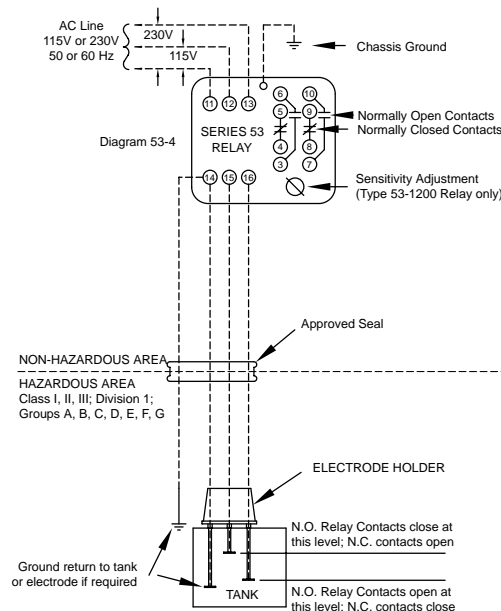 AC Line
115V or 230V
50 or 60 Hz
230V
115V
Chassis Ground
Diagram 53-4
11
12
13
6
10
5
9
4
8
3
7
SERIES 53
RELAY
Normally Open Contacts
Normally Closed Contacts
14
15
16
Sensitivity Adjustment
(Type 53-1200 Relay only)
Approved Seal
NON-HAZARDOUS AREA
HAZARDOUS AREA
Class I, II, III; Division 1;
Groups A, B, C, D, E, F, G
ELECTRODE HOLDER
N.O. Relay Contacts close at
this level; N.C. contacts open
Ground return to tank
or electrode if required
TANK
N.O. Relay Contacts open at
this level; N.C. contacts close